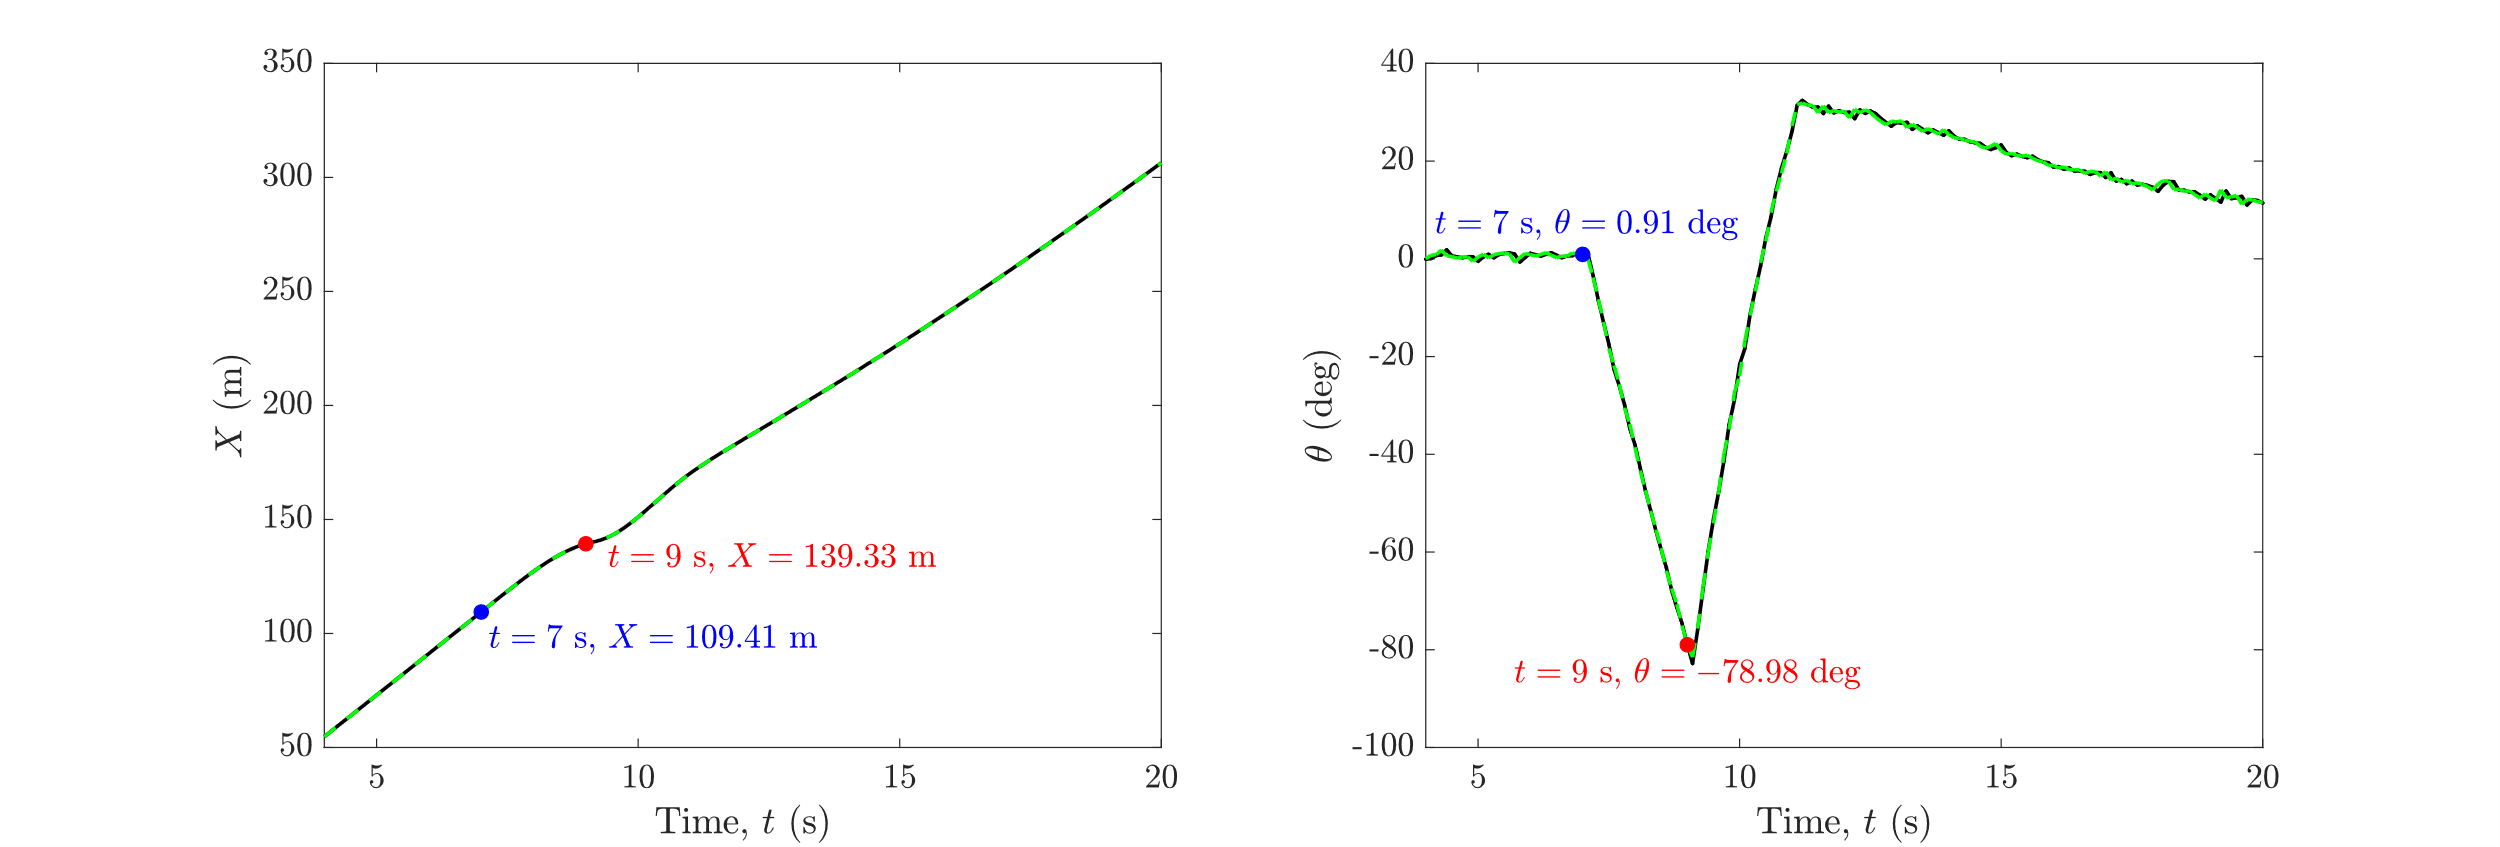 350
300
250
200
150
100
50
X (m)
t = 9 s, X = 139.33 m
t = 7 s, X = 109.41 m
5 10 15 20
Time, t (s)
40
20
0
-20
-40
-60
-80
-100
θ (deg)
t = 7 s, θ = 0.91 deg
t = 9 s, θ = −78.98 deg
5 10 15 20
Time, t (s)